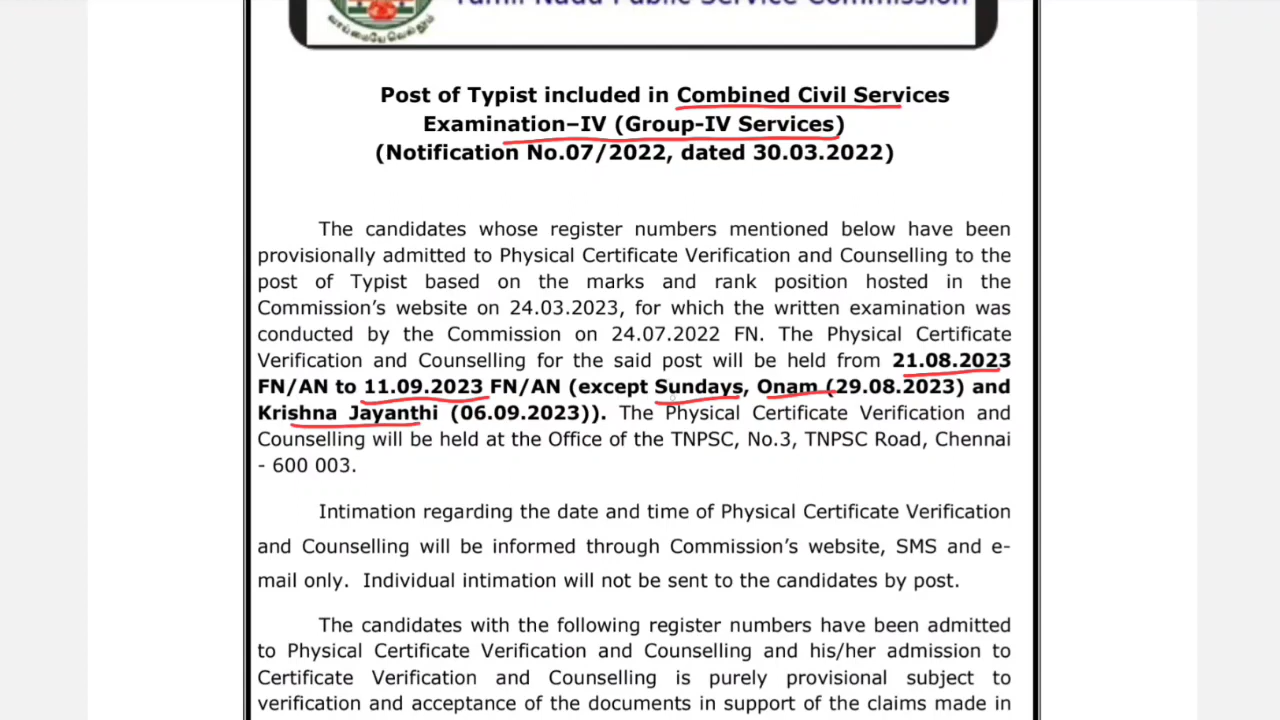 Tamil Nadu Public Service Commission
வாய்மையே வெல்லும்
Post of Typist included in Combined Civil Services
Examination–IV (Group-IV Services)
(Notification No.07/2022, dated 30.03.2022)
The candidates whose register numbers mentioned below have been
provisionally admitted to Physical Certificate Verification and Counselling to the
post of Typist based on the marks and rank position hosted in the
Commission’s website on 24.03.2023, for which the written examination was
conducted by the Commission on 24.07.2022 FN. The Physical Certificate
Verification and Counselling for the said post will be held from 21.08.2023
FN/AN to 11.09.2023 FN/AN (except Sundays, Onam (29.08.2023) and
Krishna Jayanthi (06.09.2023)). The Physical Certificate Verification and
Counselling will be held at the Office of the TNPSC, No.3, TNPSC Road, Chennai
- 600 003.
Intimation regarding the date and time of Physical Certificate Verification
and Counselling will be informed through Commission’s website, SMS and e-
mail only. Individual intimation will not be sent to the candidates by post.
The candidates with the following register numbers have been admitted
to Physical Certificate Verification and Counselling and his/her admission to
Certificate Verification and Counselling is purely provisional subject to
verification and acceptance of the documents in support of the claims made in